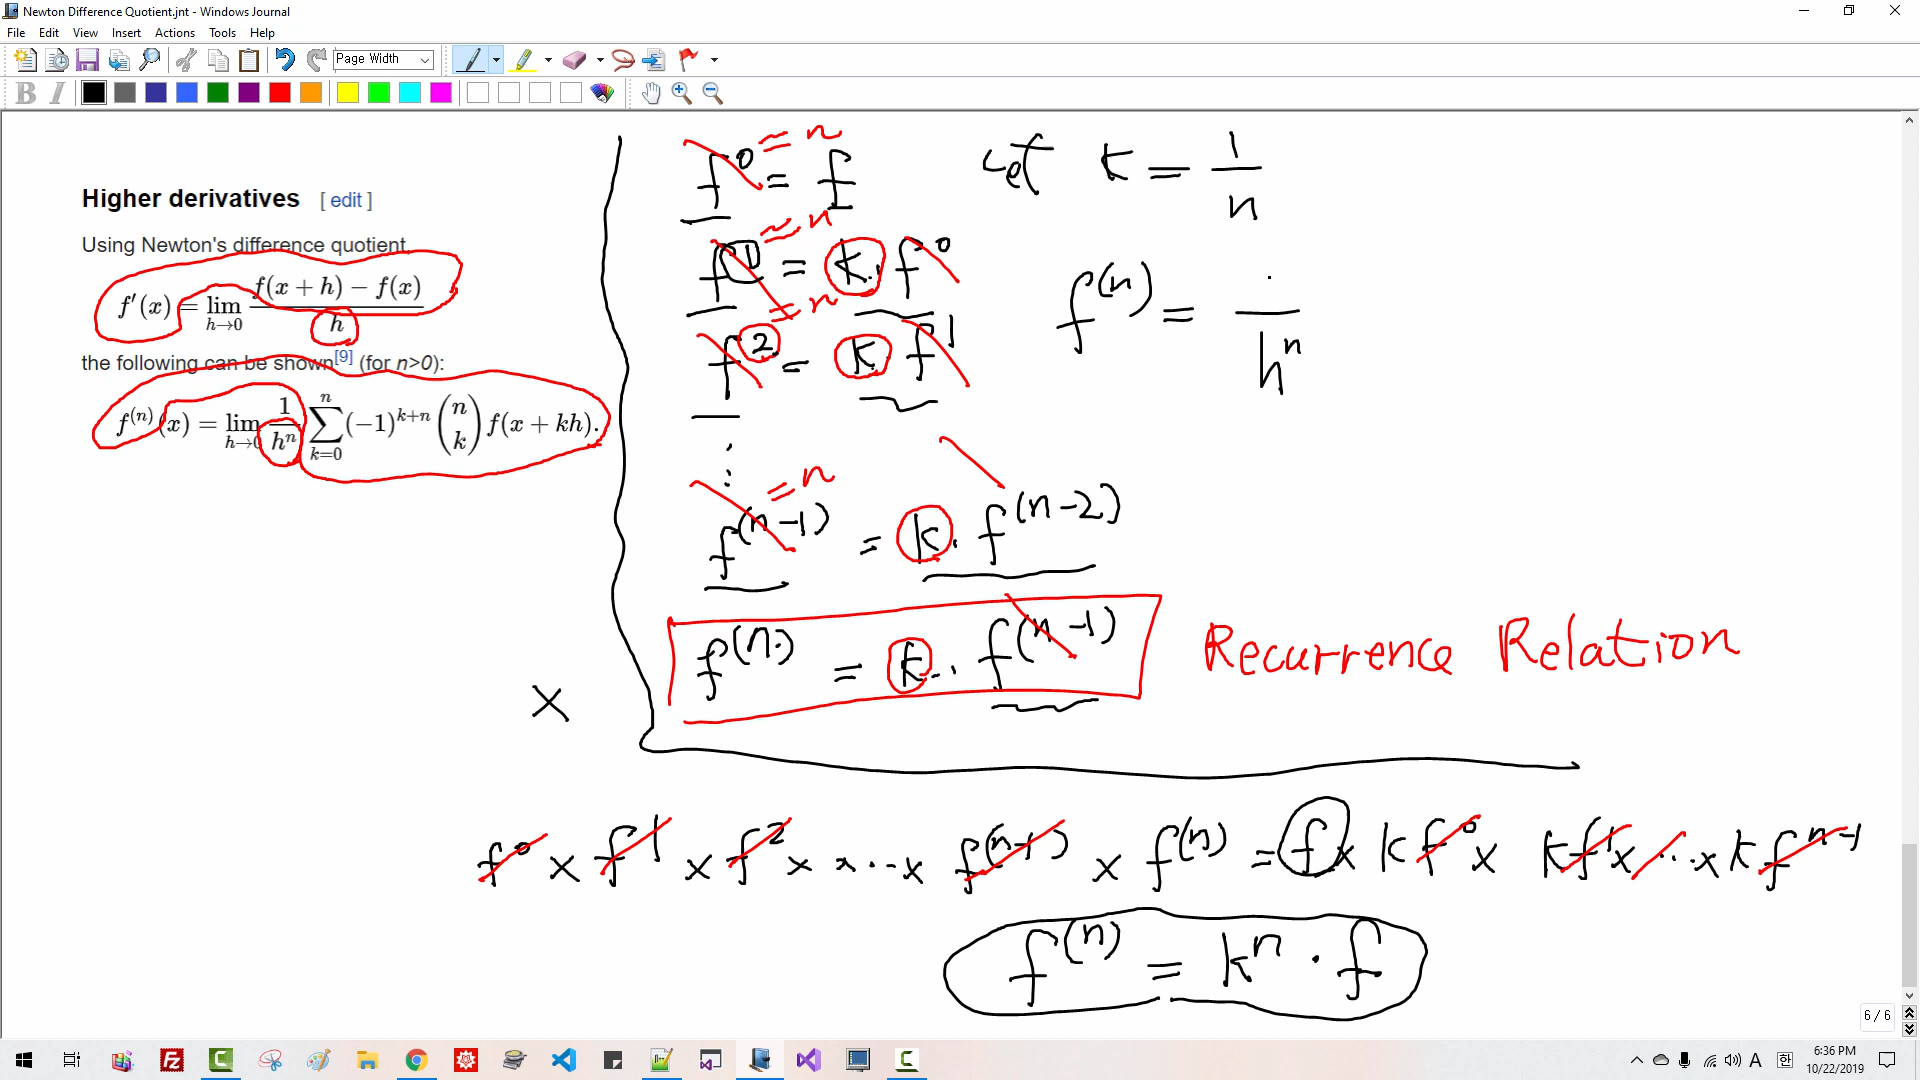 Newton Difference Quotient.jnt - Windows Journal
File Edit View Insert Actions Tools Help
Page Width
B I
Higher derivatives [ edit ]
Using Newton's difference quotient,
f′(x) = lim h→0 f(x + h) − f(x) / h
the following can be shown[9] (for n>0):
f^(n)(x) = lim h→0 1/h^n ∑ k=0 n (−1)^(k+n) (n k) f(x + kh).
f^0 = f
= n
f^1 = k · f^0
= n
f^2 = k · f^1
= n
⋮
f^(n-1) = k · f^(n-2)
= n
f^(n) = k · f^(n-1)
Recurrence Relation
let k = 1/n
f^(n) = /h^n
x
f^0 x f^1 x f^2 x x ... x f^(n-1) x f^(n) = f x k f^0 x k f^1 x ... x k f^n-1
f^(n) = k^n · f
6 / 6
A 한 6:36 PM
10/22/2019